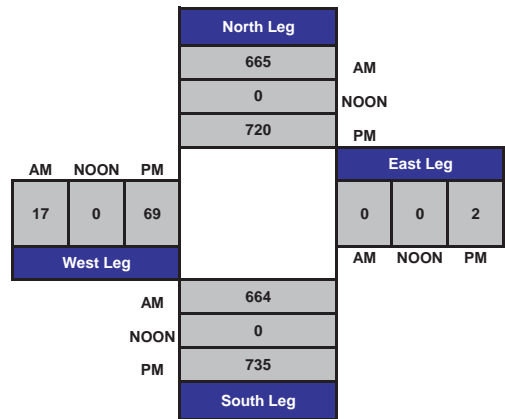 North Leg
665 AM
0 NOON
720 PM
AM NOON PM
East Leg
17 0 69
0 0 2
West Leg
AM NOON PM
AM 664
NOON 0
PM 735
South Leg